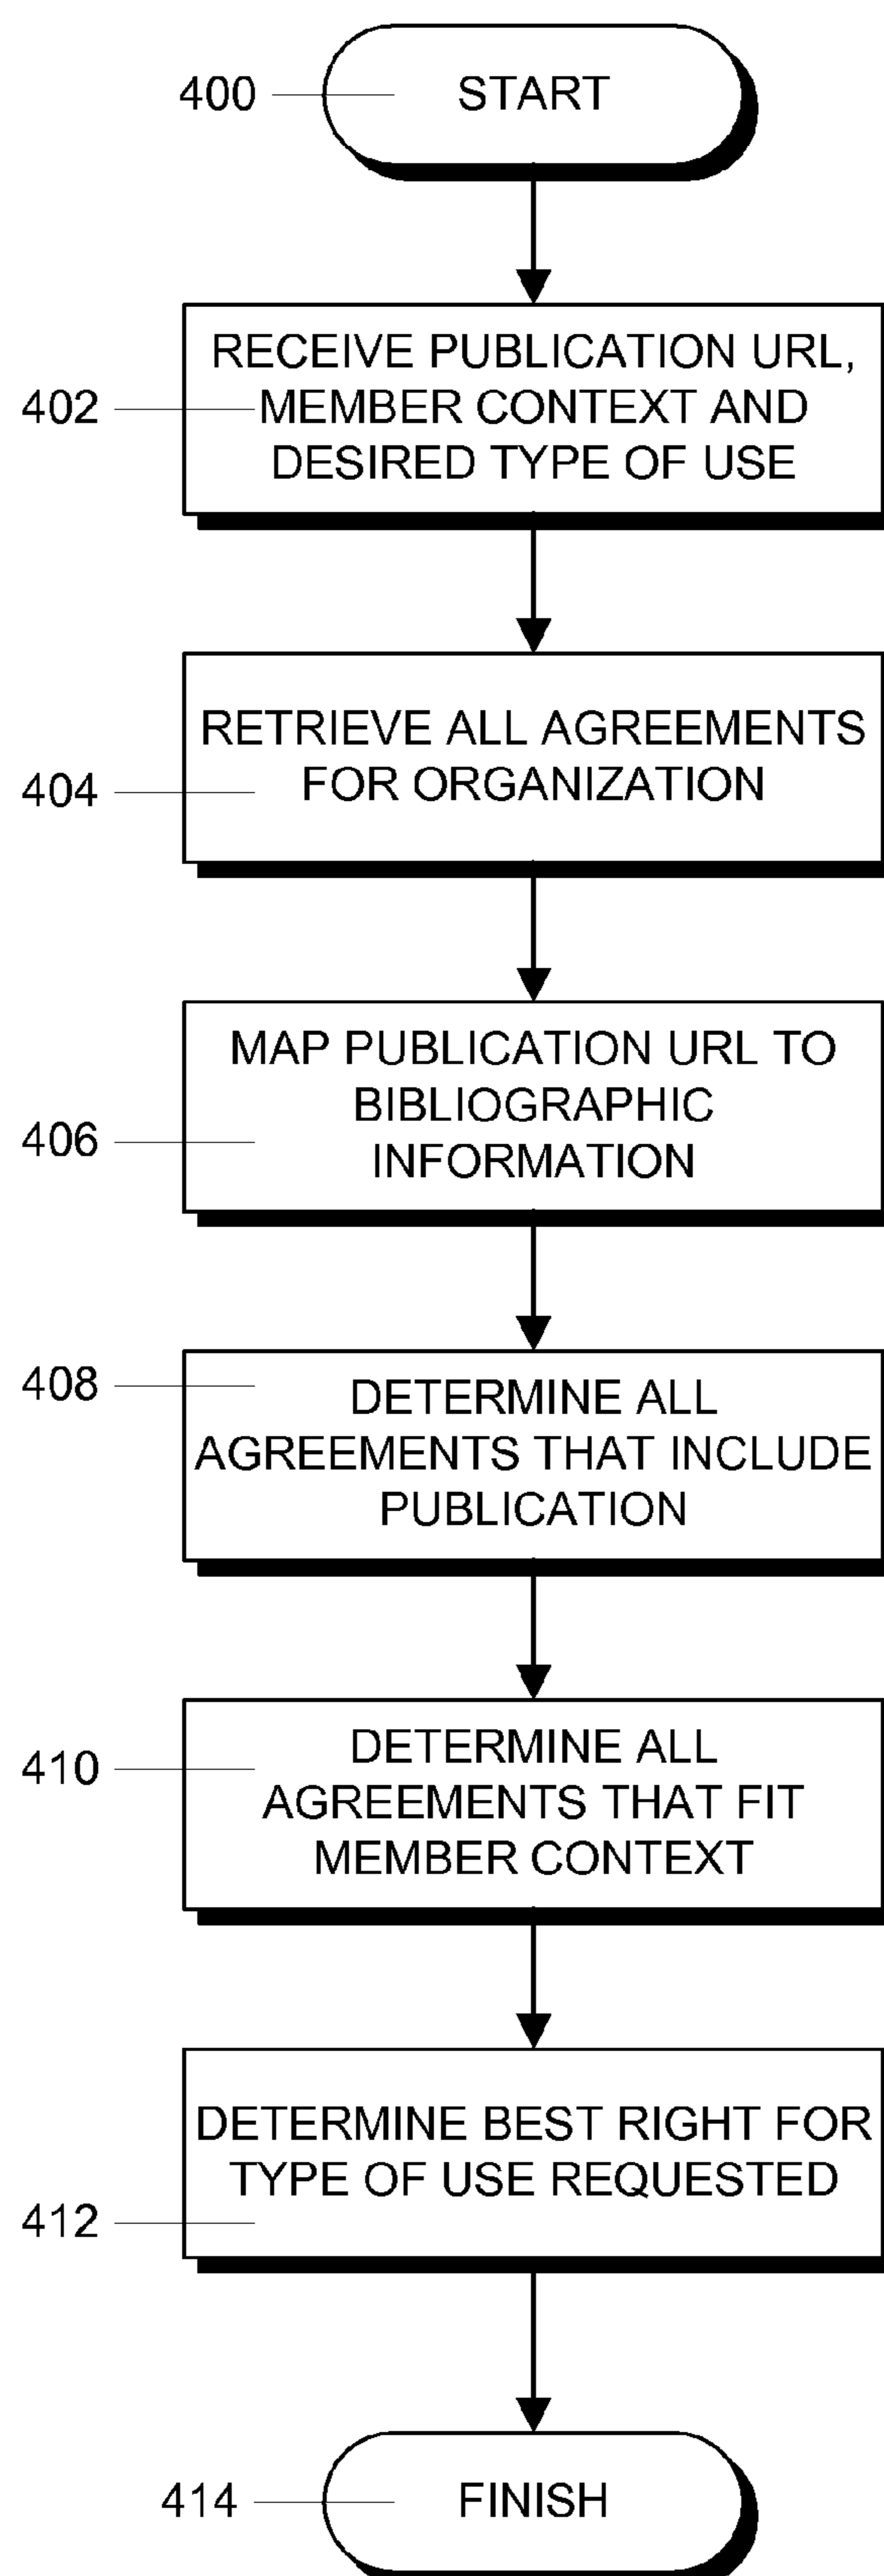 400
START
402
RECEIVE PUBLICATION URL,
MEMBER CONTEXT AND
DESIRED TYPE OF USE
404
RETRIEVE ALL AGREEMENTS
FOR ORGANIZATION
406
MAP PUBLICATION URL TO
BIBLIOGRAPHIC
INFORMATION
408
DETERMINE ALL
AGREEMENTS THAT INCLUDE
PUBLICATION
410
DETERMINE ALL
AGREEMENTS THAT FIT
MEMBER CONTEXT
412
DETERMINE BEST RIGHT FOR
TYPE OF USE REQUESTED
414
FINISH